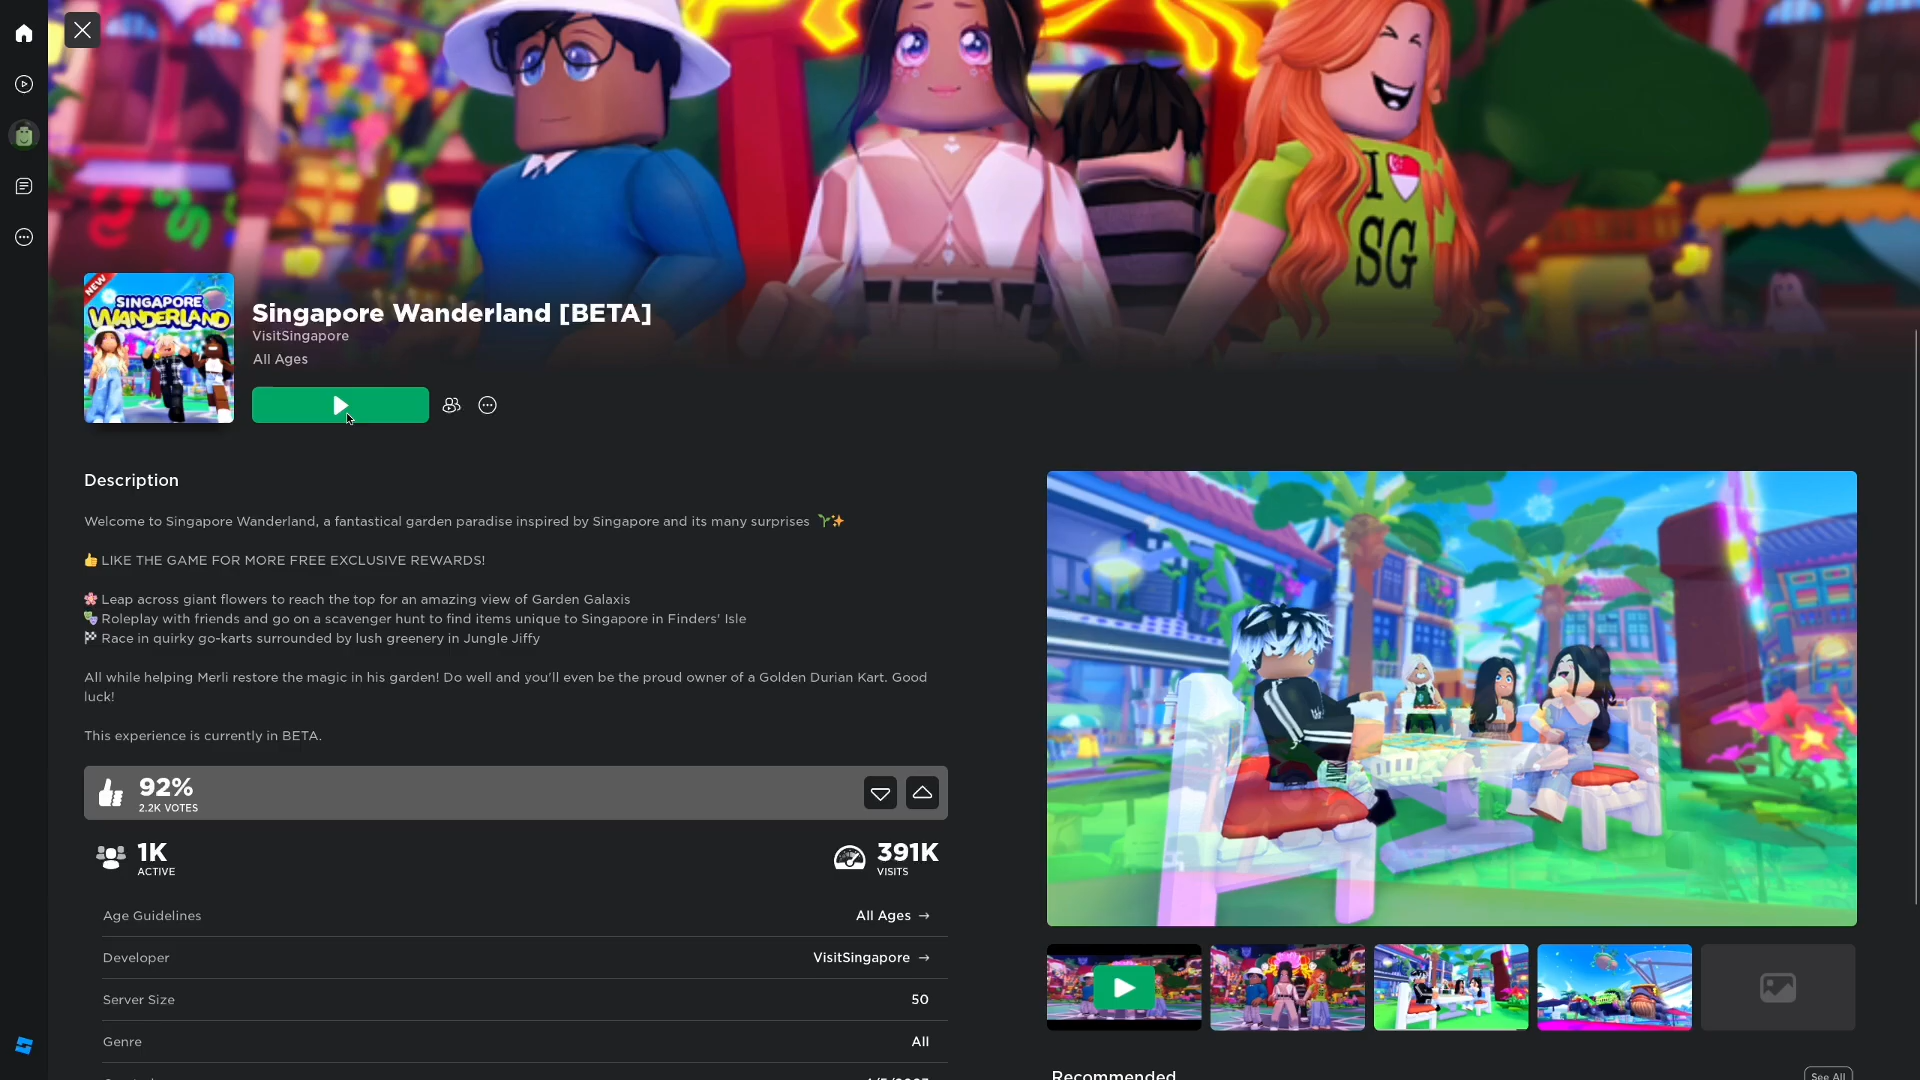 I
SG
NEW
SINGAPORE
WANDERLAND
Singapore Wanderland [BETA]
VisitSingapore
All Ages
Description
Welcome to Singapore Wanderland, a fantastical garden paradise inspired by Singapore and its many surprises 🌱✨
👍 LIKE THE GAME FOR MORE FREE EXCLUSIVE REWARDS!
🌸 Leap across giant flowers to reach the top for an amazing view of Garden Galaxis
🎭 Roleplay with friends and go on a scavenger hunt to find items unique to Singapore in Finders' Isle
🏁 Race in quirky go-karts surrounded by lush greenery in Jungle Jiffy
All while helping Merli restore the magic in his garden! Do well and you'll even be the proud owner of a Golden Durian Kart. Good
luck!
This experience is currently in BETA.
92%
2.2K VOTES
1K
ACTIVE
391K
VISITS
Age Guidelines
All Ages →
Developer
VisitSingapore →
Server Size
50
Genre
All
Recommended
See All